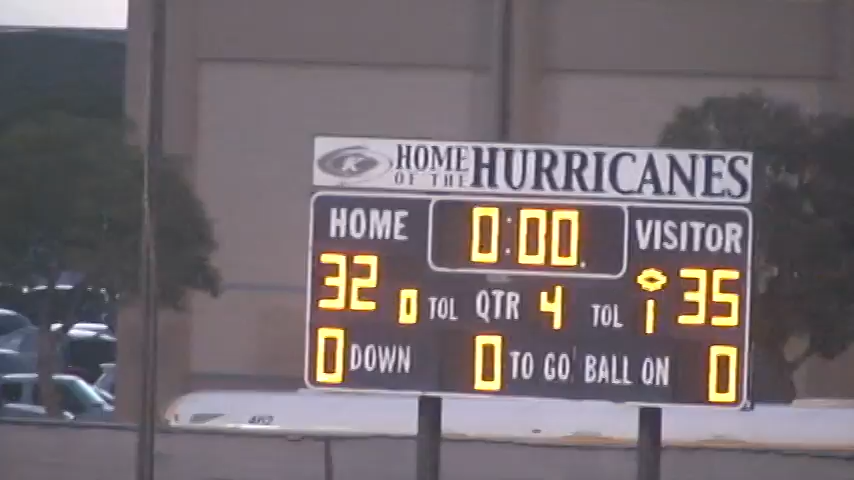 K HOME OF THE HURRICANES
HOME 0:00 VISITOR
32 0 TOL QTR 4 TOL 1 35
0 DOWN 0 TO GO BALL ON 0